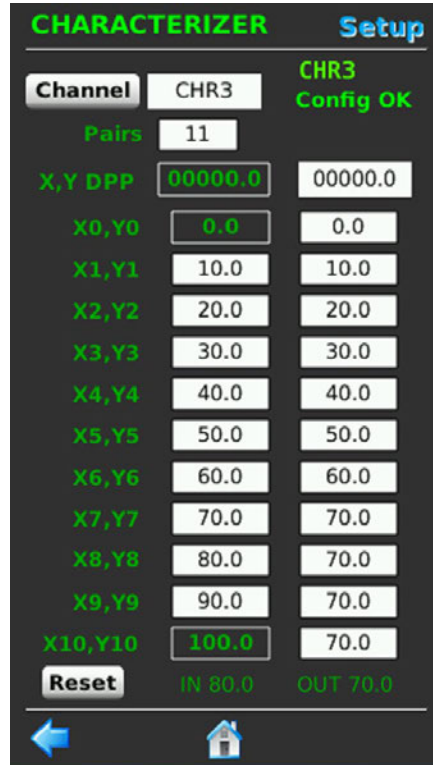 CHARACTERIZER Setup
CHR3
Channel CHR3 Config OK
Pairs 11
X,Y DPP 00000.0 00000.0
X0,Y0 0.0 0.0
X1,Y1 10.0 10.0
X2,Y2 20.0 20.0
X3,Y3 30.0 30.0
X4,Y4 40.0 40.0
X5,Y5 50.0 50.0
X6,Y6 60.0 60.0
X7,Y7 70.0 70.0
X8,Y8 80.0 70.0
X9,Y9 90.0 70.0
X10,Y10 100.0 70.0
Reset IN 80.0 OUT 70.0